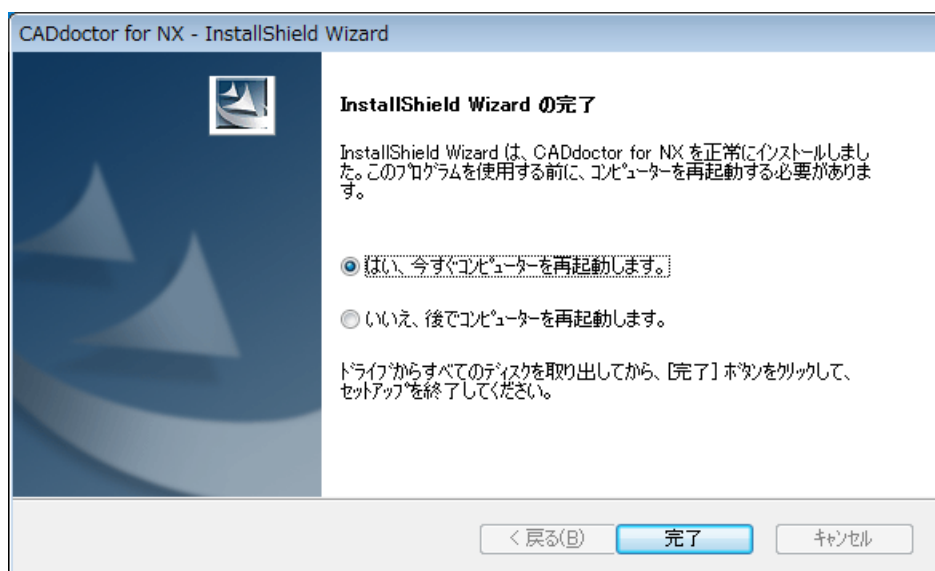 CADdoctor for NX - InstallShield Wizard
InstallShield Wizard の完了
InstallShield Wizard は、CADdoctor for NX を正常にインストールしまし
た。このプログラムを使用する前に、コンピューターを再起動する必要がありま
す。
はい、今すぐコンピューターを再起動します。
いいえ、後でコンピューターを再起動します。
ドライブからすべてのディスクを取り出してから、[完了] ボタンをクリックして、
セットアップを終了してください。
< 戻る(B)
完了
キャンセル